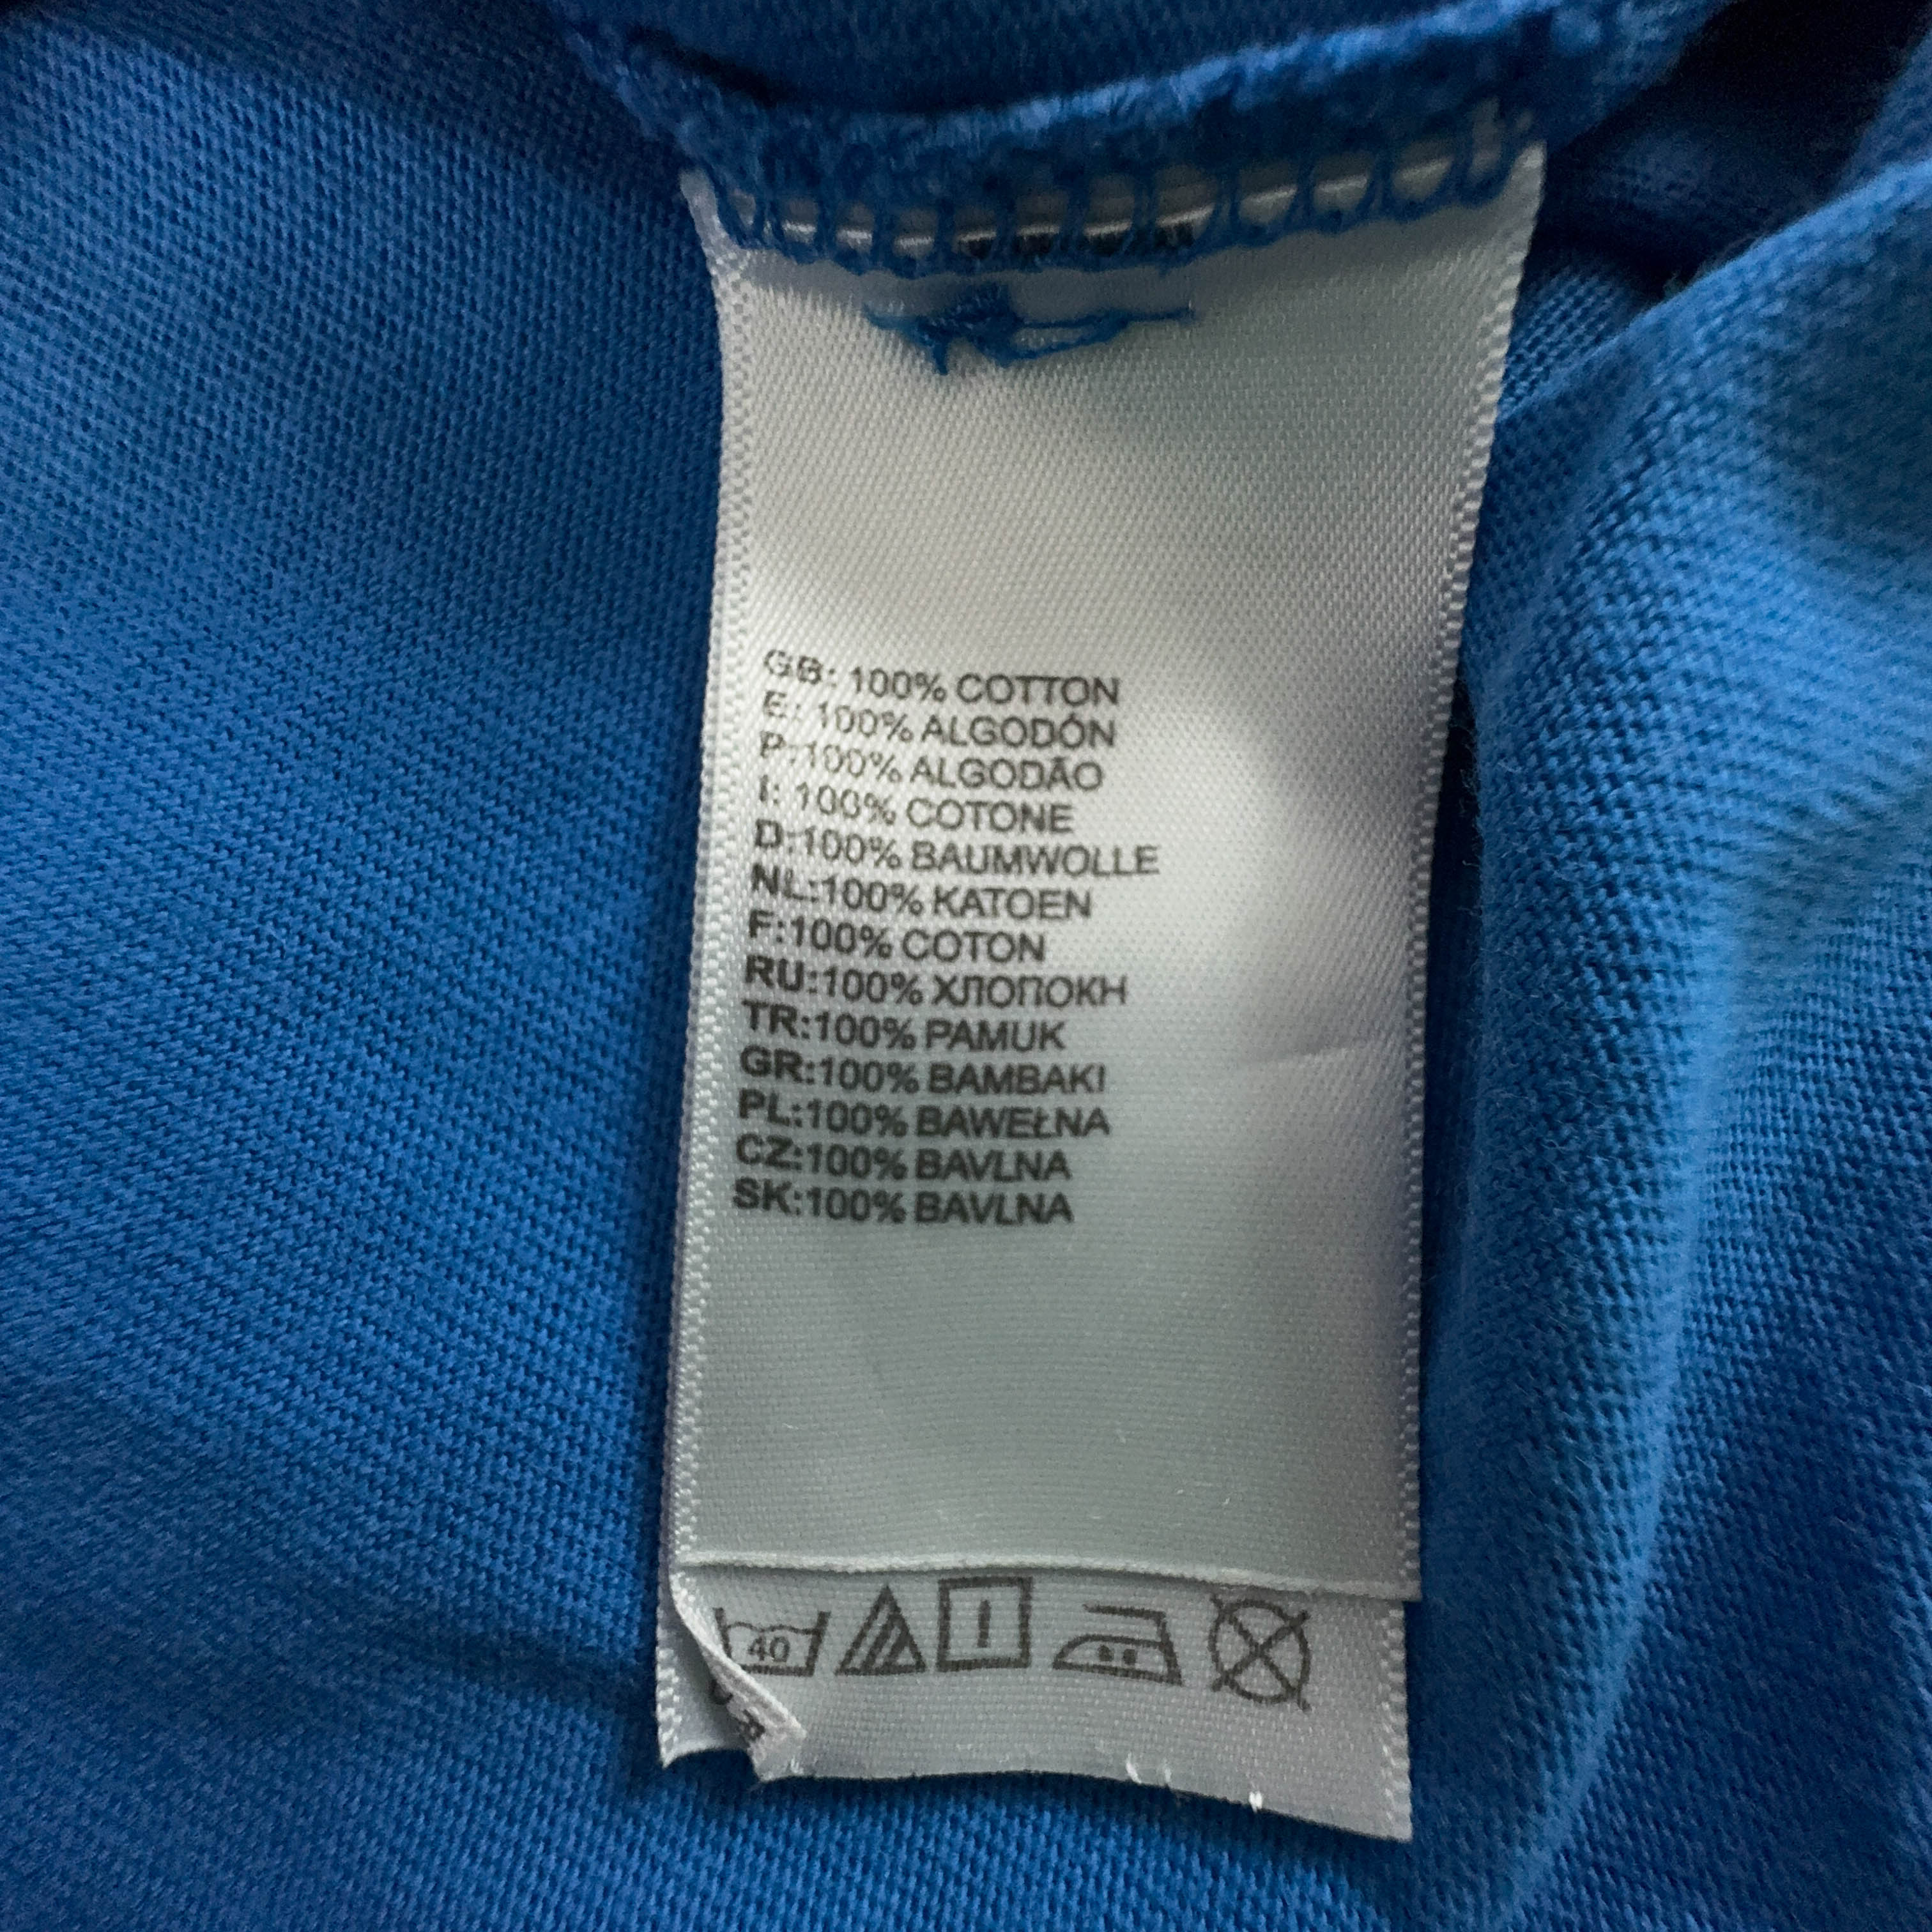 GB: 100% COTTON
E: 100% ALGODÓN
P:100% ALGODÃO
I: 100% COTONE
D:100% BAUMWOLLE
NL:100% KATOEN
F:100% COTON
RU:100% ХЛОПОКН
TR:100% PAMUK
GR:100% BAMBAKI
PL:100% BAWEŁNA
CZ:100% BAVLNA
SK:100% BAVLNA
40